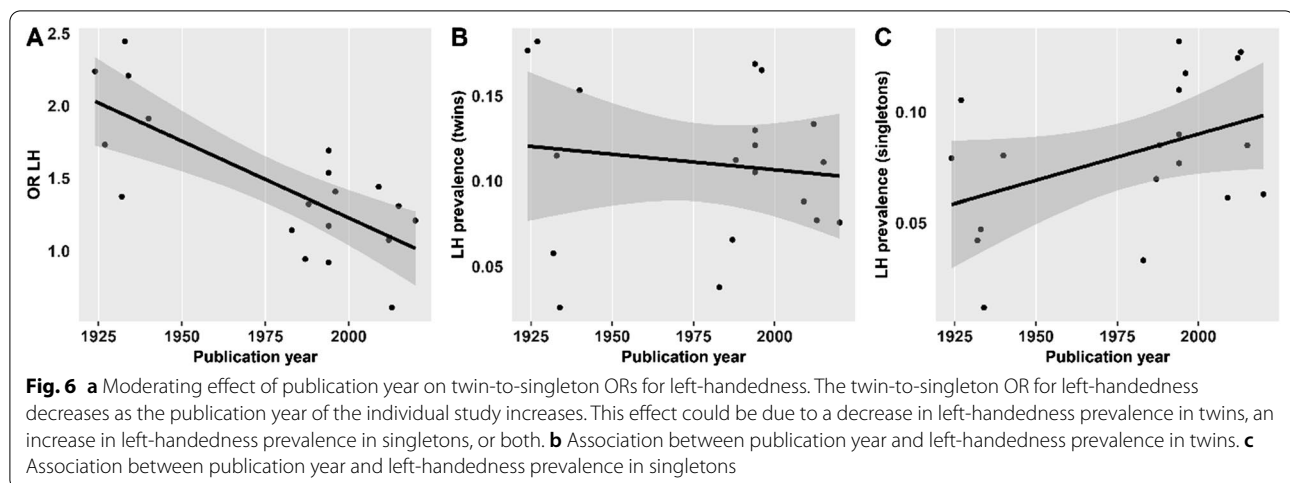 A
2.5
2.0
1.5
1.0
OR LH
1925
1950
1975
2000
Publication year
B
0.15
0.10
0.05
LH prevalence (twins)
1925
1950
1975
2000
Publication year
C
0.10
0.05
LH prevalence (singletons)
1925
1950
1975
2000
Publication year
Fig. 6 a Moderating effect of publication year on twin-to-singleton ORs for left-handedness. The twin-to-singleton OR for left-handedness
decreases as the publication year of the individual study increases. This effect could be due to a decrease in left-handedness prevalence in twins, an
increase in left-handedness prevalence in singletons, or both. b Association between publication year and left-handedness prevalence in twins. c
Association between publication year and left-handedness prevalence in singletons